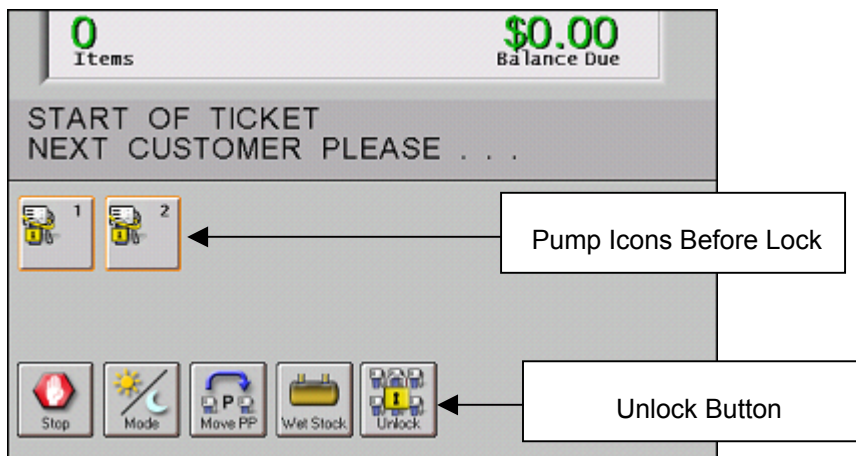 0
Items
$0.00
Balance Due
START OF TICKET
NEXT CUSTOMER PLEASE . . .
1
2
Pump Icons Before Lock
Stop
Mode
P
Move PP
Wet Stock
Unlock
Unlock Button